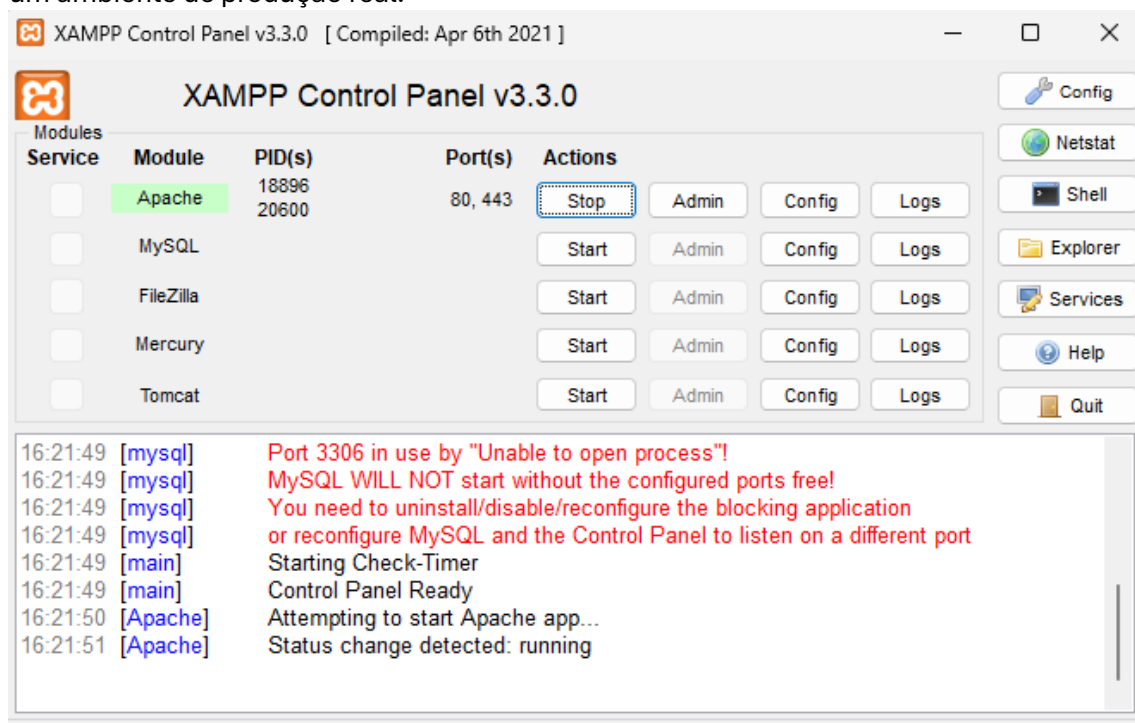 um ambiente de produção real.
XAMPP Control Panel v3.3.0 [ Compiled: Apr 6th 2021 ]
XAMPP Control Panel v3.3.0
Config
Modules
Service Module PID(s) Port(s) Actions
Netstat
Apache 18896 20600 80, 443 Stop Admin Config Logs
Shell
MySQL Start Admin Config Logs
Explorer
FileZilla Start Admin Config Logs
Services
Mercury Start Admin Config Logs
Help
Tomcat Start Admin Config Logs
Quit
16:21:49 [mysql] Port 3306 in use by "Unable to open process"!
16:21:49 [mysql] MySQL WILL NOT start without the configured ports free!
16:21:49 [mysql] You need to uninstall/disable/reconfigure the blocking application
16:21:49 [mysql] or reconfigure MySQL and the Control Panel to listen on a different port
16:21:49 [main] Starting Check-Timer
16:21:49 [main] Control Panel Ready
16:21:50 [Apache] Attempting to start Apache app...
16:21:51 [Apache] Status change detected: running